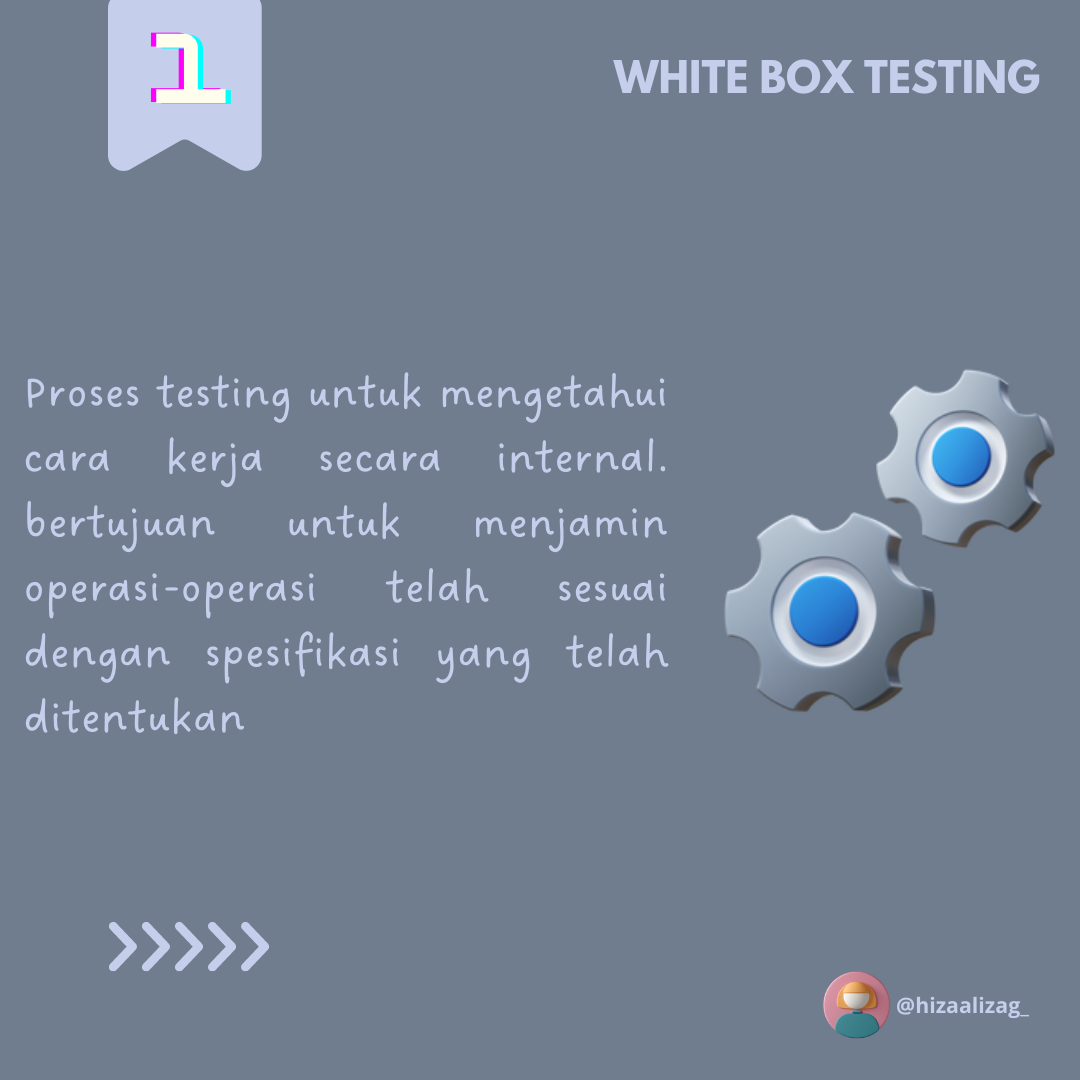 1
WHITE BOX TESTING
Proses testing untuk mengetahui
cara kerja secara internal.
bertujuan untuk menjamin
operasi-operasi telah sesuai
dengan spesifikasi yang telah
ditentukan
@hizaalizag_